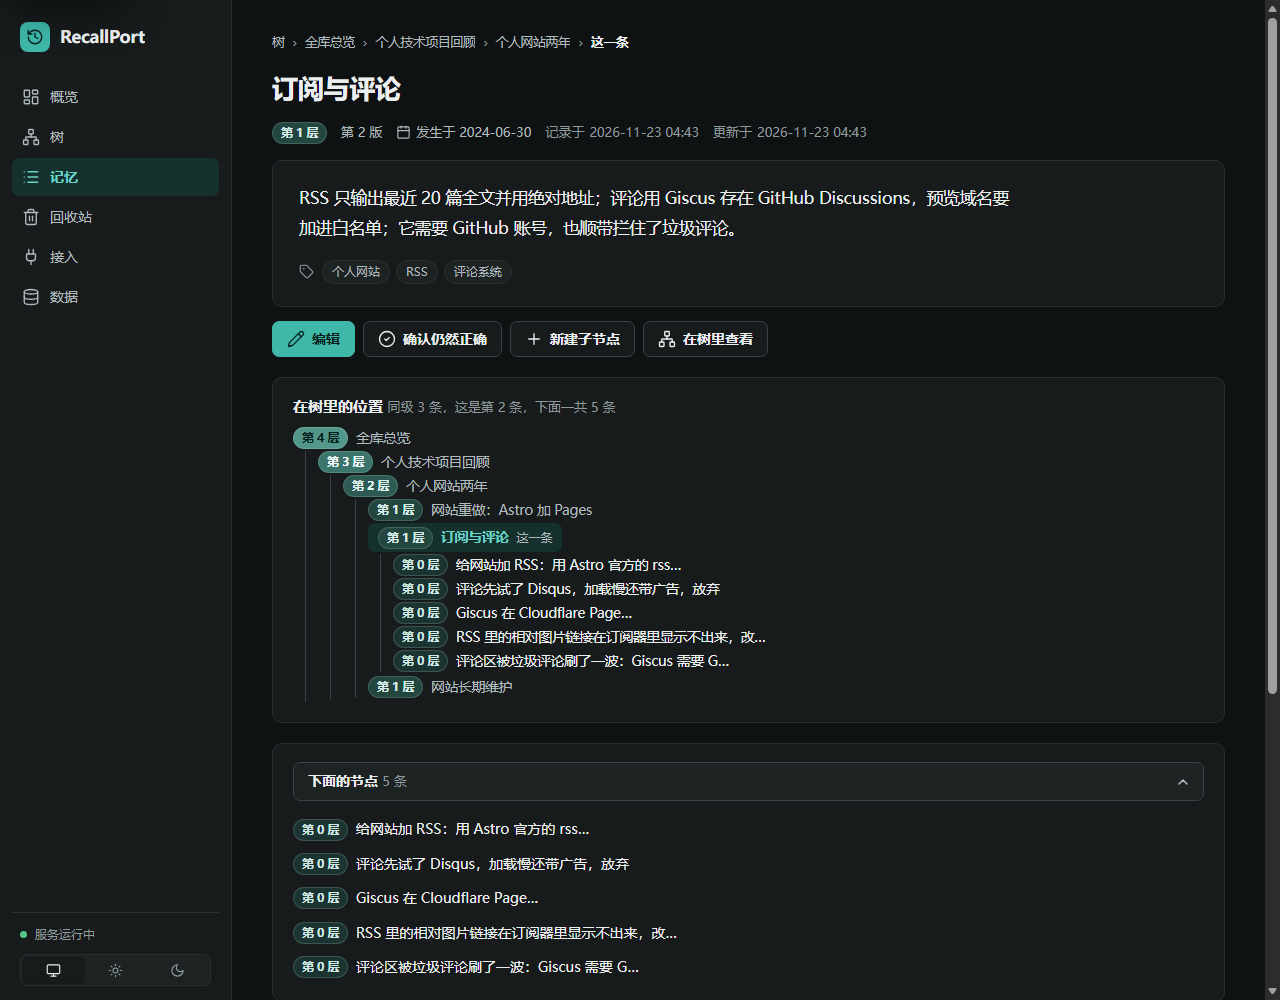 RecallPort
概览
树
记忆
回收站
接入
数据
服务运行中
树 › 全库总览 › 个人技术项目回顾 › 个人网站两年 › 这一条
订阅与评论
第 1 层 第 2 版 发生于 2024-06-30 记录于 2026-11-23 04:43 更新于 2026-11-23 04:43
RSS 只输出最近 20 篇全文并用绝对地址；评论用 Giscus 存在 GitHub Discussions，预览域名要
加进白名单；它需要 GitHub 账号，也顺带拦住了垃圾评论。
个人网站 RSS 评论系统
编辑 确认仍然正确 新建子节点 在树里查看
在树里的位置 同级 3 条，这是第 2 条，下面一共 5 条
第 4 层 全库总览
第 3 层 个人技术项目回顾
第 2 层 个人网站两年
第 1 层 网站重做：Astro 加 Pages
第 1 层 订阅与评论 这一条
第 0 层 给网站加 RSS：用 Astro 官方的 rss...
第 0 层 评论先试了 Disqus，加载慢还带广告，放弃
第 0 层 Giscus 在 Cloudflare Page...
第 0 层 RSS 里的相对图片链接在订阅器里显示不出来，改...
第 0 层 评论区被垃圾评论刷了一波：Giscus 需要 G...
第 1 层 网站长期维护
下面的节点 5 条
第 0 层 给网站加 RSS：用 Astro 官方的 rss...
第 0 层 评论先试了 Disqus，加载慢还带广告，放弃
第 0 层 Giscus 在 Cloudflare Page...
第 0 层 RSS 里的相对图片链接在订阅器里显示不出来，改...
第 0 层 评论区被垃圾评论刷了一波：Giscus 需要 G...